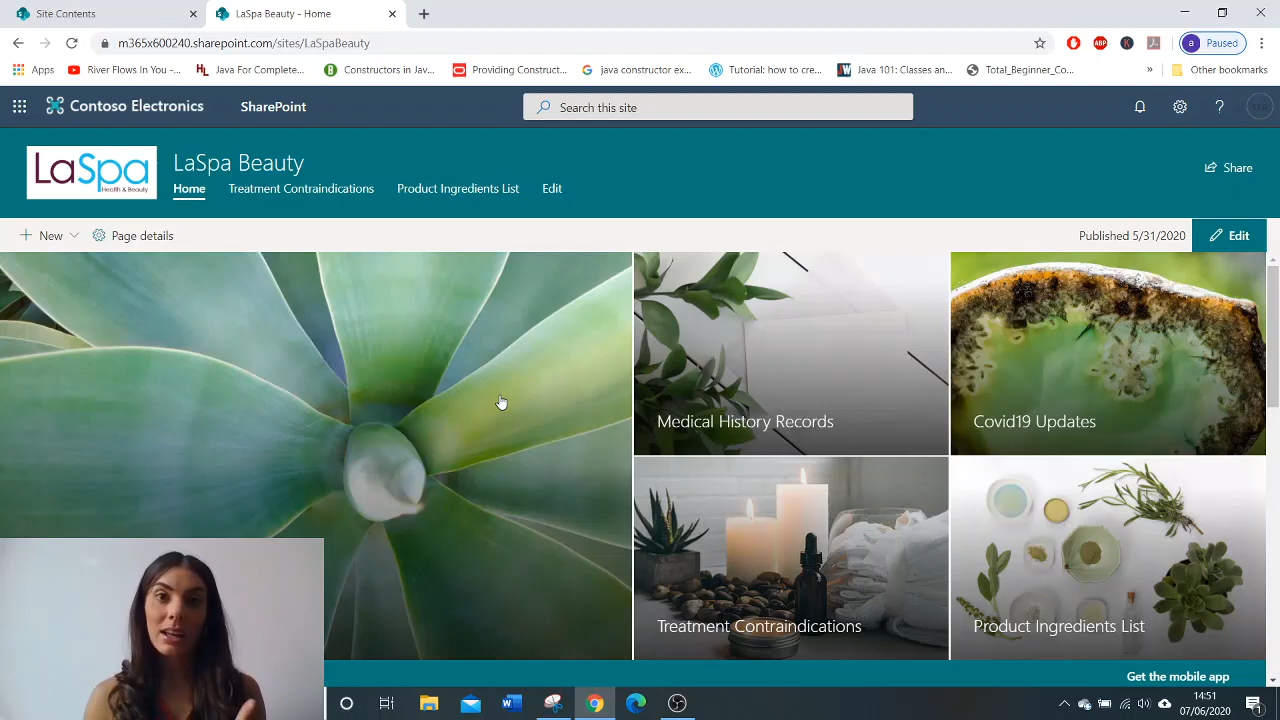 Site Contents
LaSpa Beauty - Home
m365x600240.sharepoint.com/sites/LaSpaBeauty
a Paused
Apps
River Flows In You -...
Java For Complete...
Constructors in Jav...
Providing Construct...
java constructor ex...
Tutorial: how to cre...
Java 101: Classes an...
Total_Beginner_Co...
»
Other bookmarks
Contoso Electronics
SharePoint
Search this site
?
LaSpa
Health & Beauty
LaSpa Beauty
Home
Treatment Contraindications
Product Ingredients List
Edit
Share
New
Page details
Published 5/31/2020
Edit
Medical History Records
Covid19 Updates
Treatment Contraindications
Product Ingredients List
Get the mobile app
14:51
07/06/2020